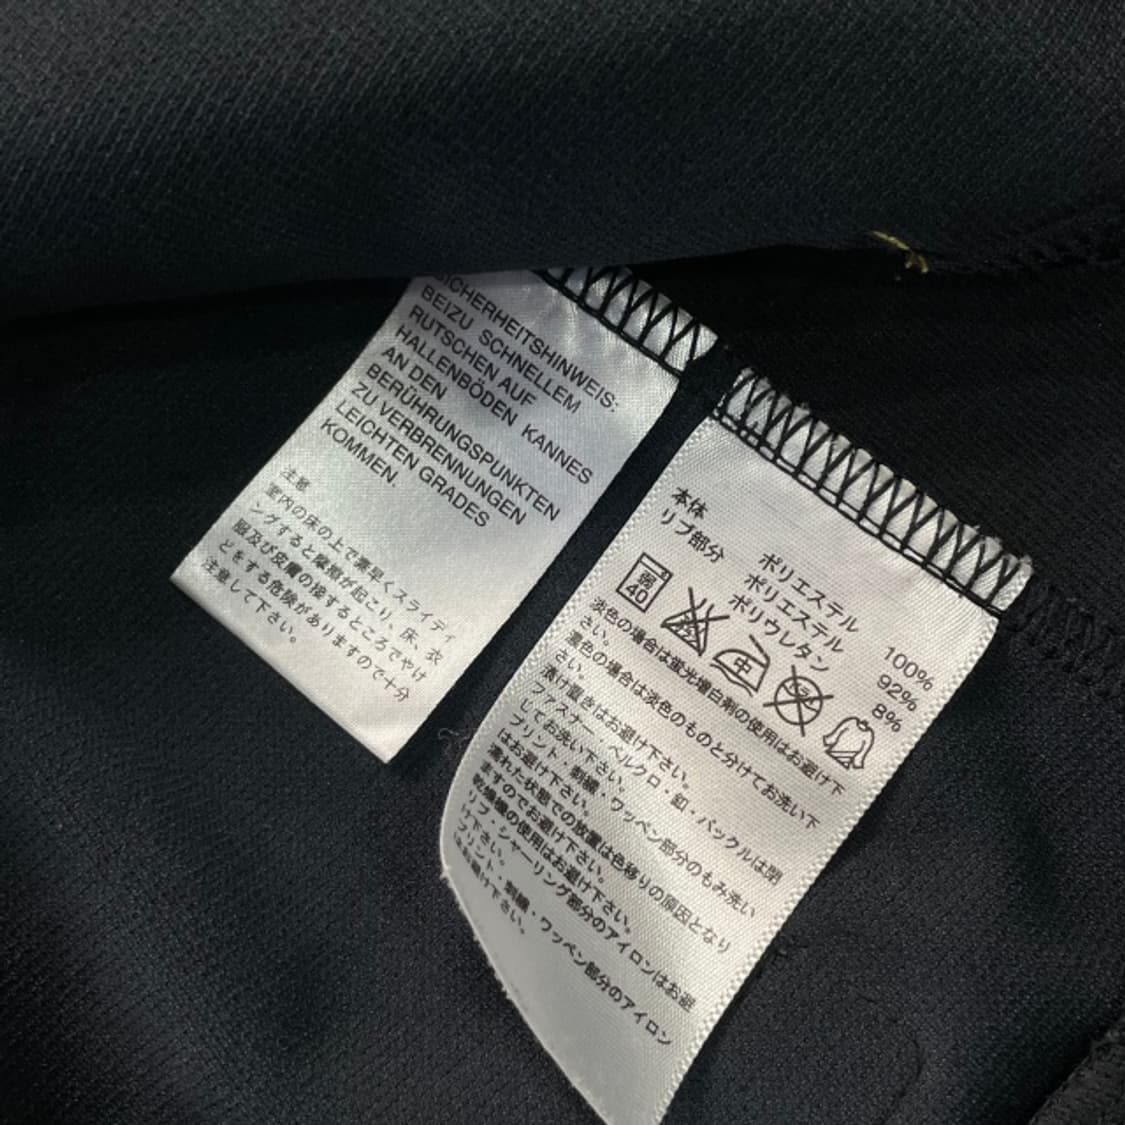 SICHERHEITSHINWEIS:
BEIZU SCHNELLEM
RUTSCHEN AUF
HALLENBÖDEN KANNES
AN DEN
BERÜHRUNGSPUNKTEN
ZU VERBRENNUNGEN
LEICHTEN GRADES
KOMMEN.
注意
室内の床の上で素早くスライディ
ングすると摩擦が起こり、床、衣
服及び皮膚の接するところでやけ
どをする危険がありますので十分
注意して下さい。
本体 ポリエステル 100%
リブ部分 ポリエステル 92%
ポリウレタン 8%
弱 40 中 ドライ
淡色の場合は蛍光増白剤の使用はお避け下
さい。
濃色の場合は淡色のものと分けてお洗い下
さい。
漬け置きはお避け下さい。
ファスナー・ベルクロ・釦・バックルは閉
じてお洗い下さい。
プリント・刺繍・ワッペン部分のもみ洗い
はお避け下さい。
濡れた状態での放置は色移りの原因となり
ますのでお避け下さい。
乾燥機の使用はお避け下さい。
リブ・シャーリング部分のアイロンはお避
け下さい。
プリント・刺繍・ワッペン部分のアイロン
はお避け下さい。